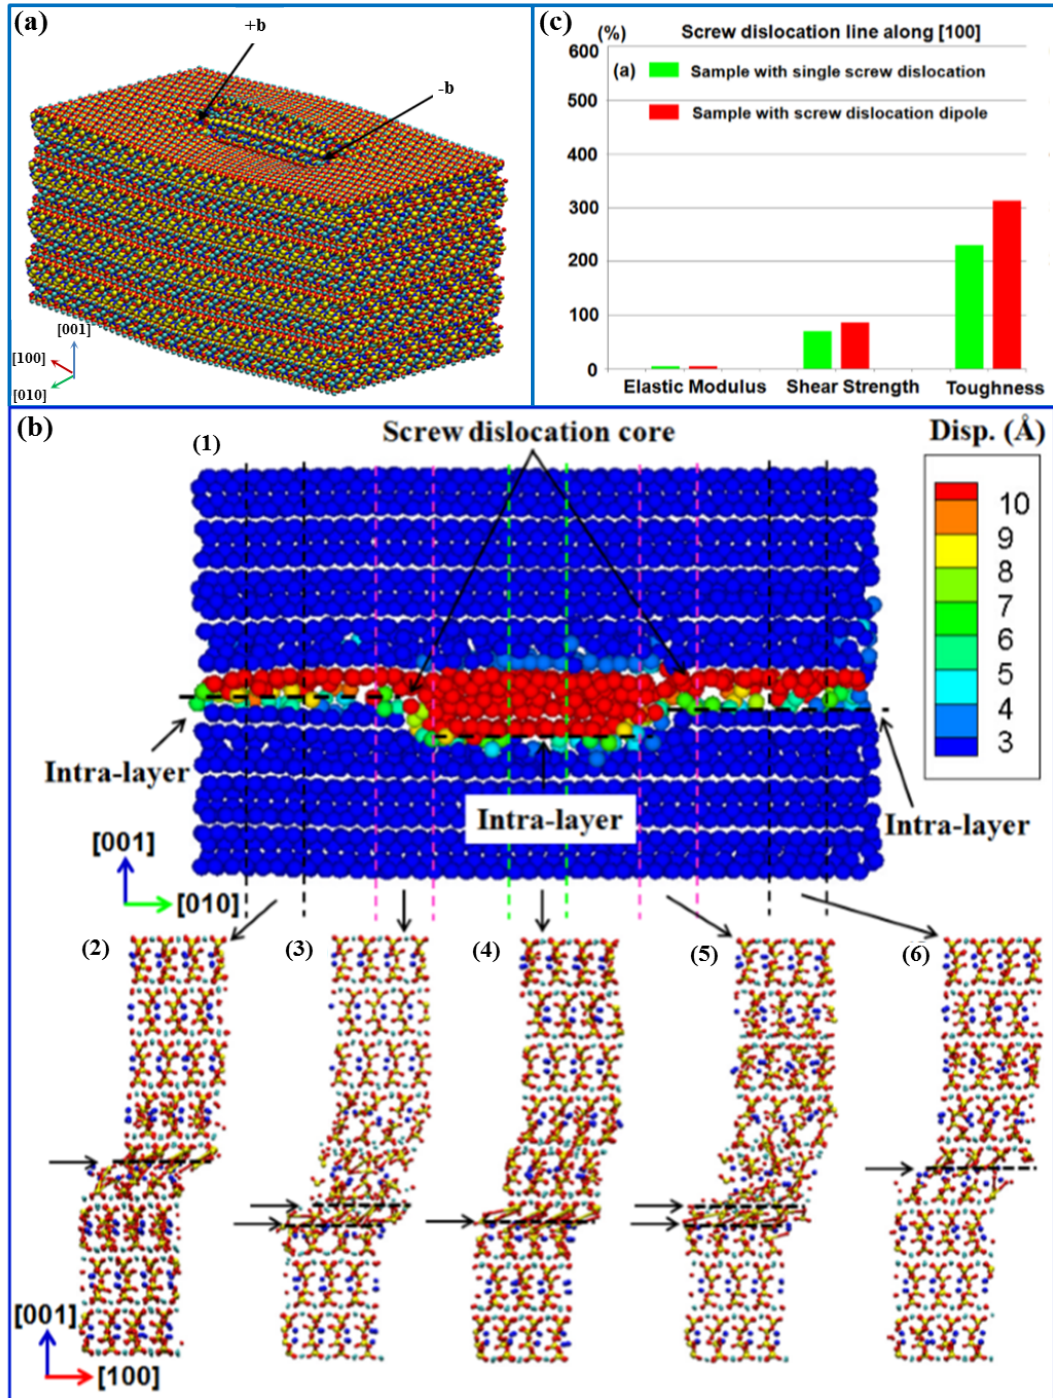 (a)
+b
-b
[001]
[100]
[010]
(c)
(%)
Screw dislocation line along [100]
600
(a)
Sample with single screw dislocation
500
Sample with screw dislocation dipole
400
300
200
100
0
Elastic Modulus
Shear Strength
Toughness
(b)
(1)
Screw dislocation core
Disp. (Å)
10
9
8
7
6
5
4
3
Intra-layer
Intra-layer
Intra-layer
[001]
[010]
(2)
(3)
(4)
(5)
(6)
[001]
[100]